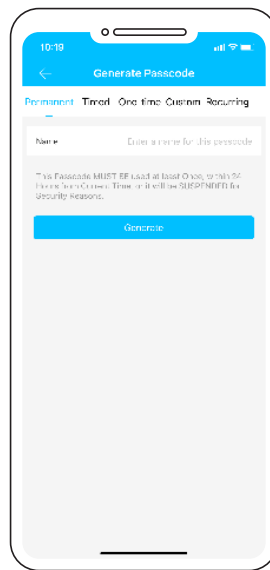 10:19
Generate Passcode
Permanent Timed One-time Custom Recurring
Name Enter a name for this passcode
This Passcode MUST BE used at least Once, within 24
Hours from Current Time, or it will be SUSPENDED for
Security Reasons.
Generate